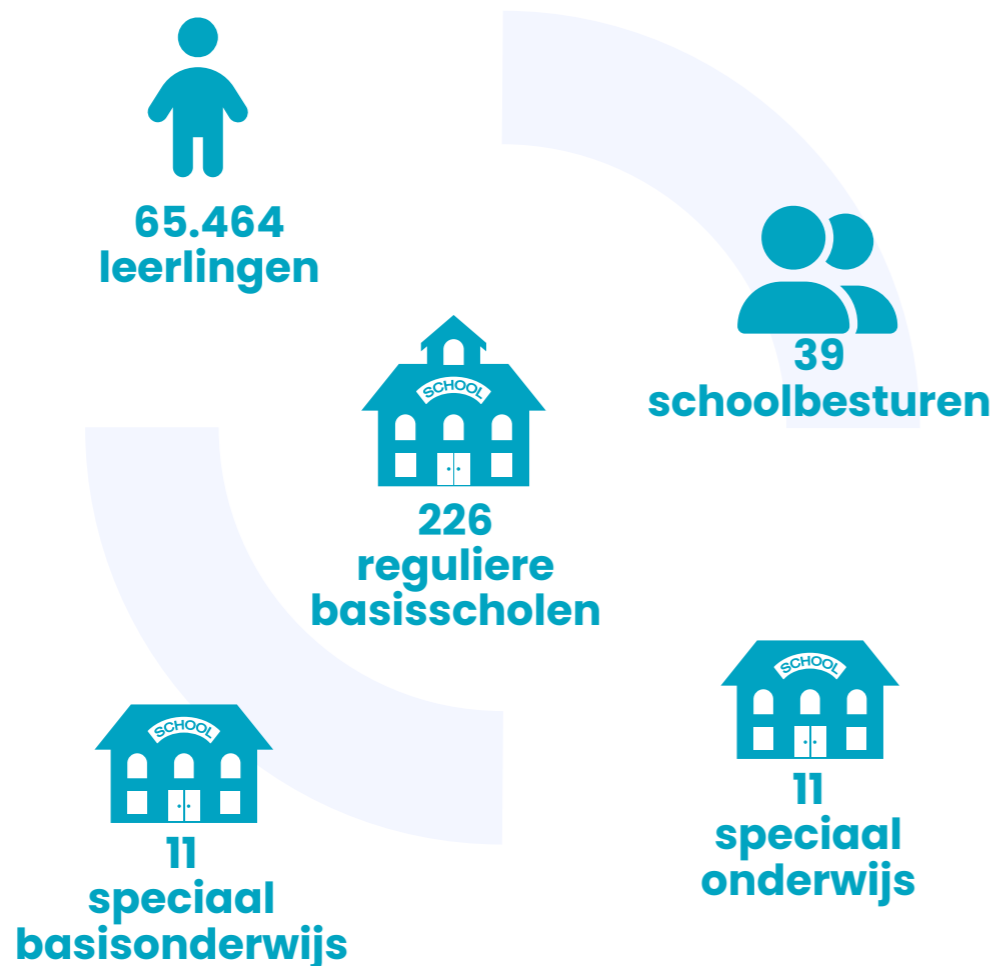 65.464
leerlingen
39
schoolbesturen
SCHOOL
226
reguliere
basisscholen
SCHOOL
11
speciaal
onderwijs
SCHOOL
11
speciaal
basisonderwijs